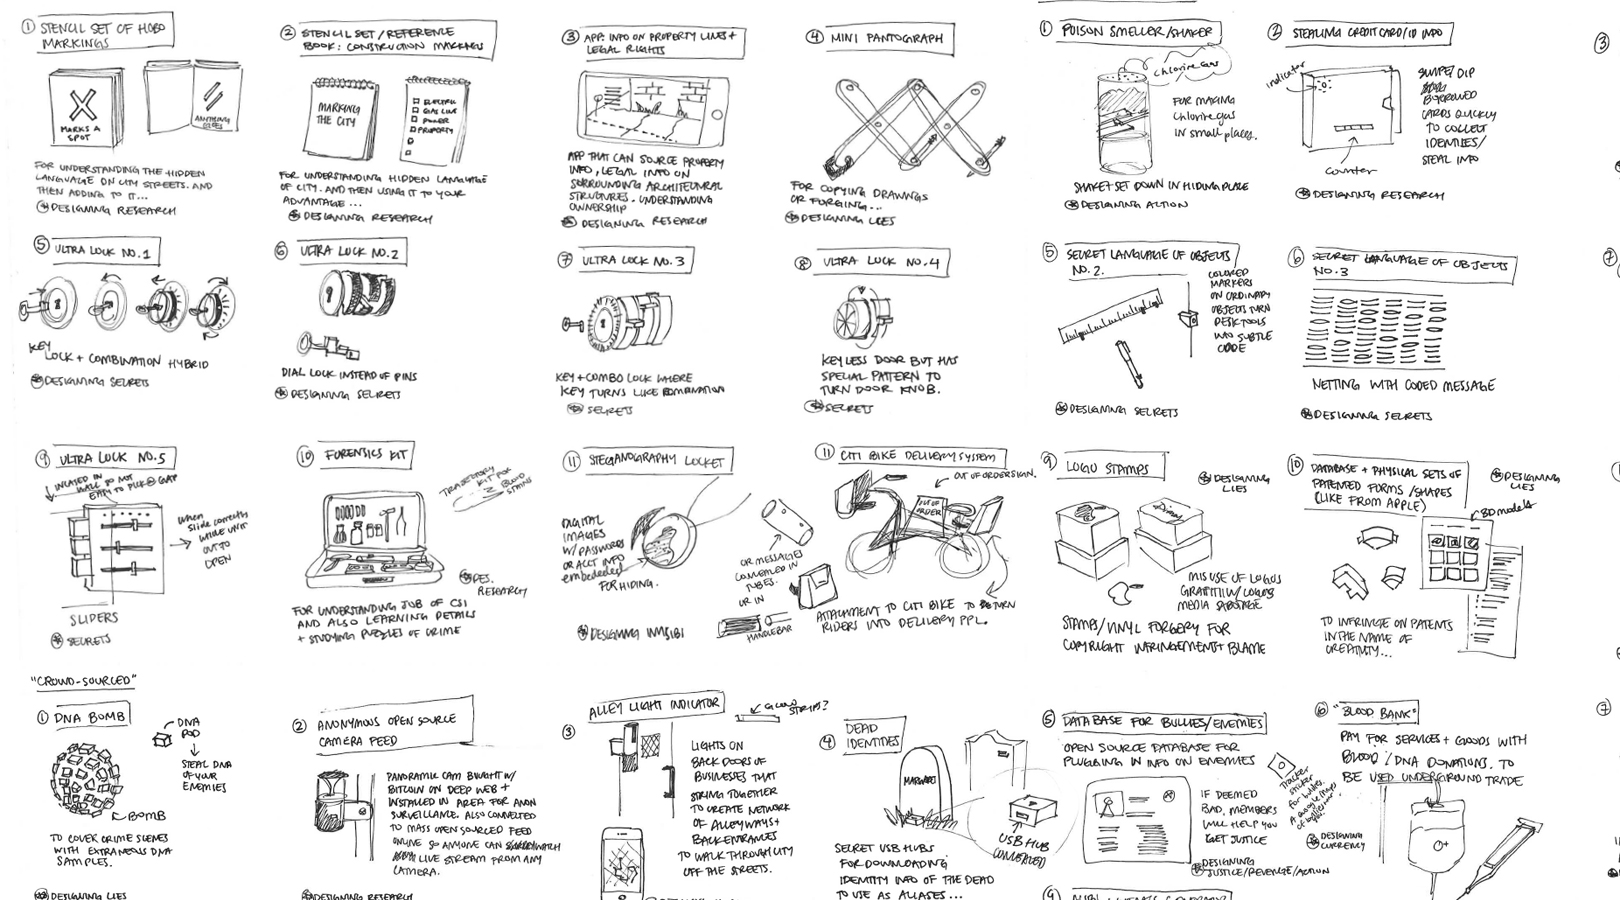 ① STENCIL SET OF HOBO
MARKINGS
MARKS A
SPOT
FOR UNDERSTANDING THE HIDDEN
LANGUAGE ON CITY STREETS. AND
THEN ADDING TO IT...
DESIGNING RESEARCH
② STENCIL SET / REFERENCE
BOOK: CONSTRUCTION MARKINGS
MARKING
THE CITY
ELECTRIC
GAS LINE
POWER
PROPERTY
FOR UNDERSTANDING HIDDEN LANGUAGE
OF CITY. AND THEN USING IT TO YOUR
ADVANTAGE...
DESIGNING RESEARCH
③ APP: INFO ON PROPERTY LINES +
LEGAL RIGHTS
APP THAT CAN SOURCE PROPERTY
INFO, LEGAL INFO ON
SURROUNDING ARCHITECTURAL
STRUCTURES. UNDERSTANDING
OWNERSHIP
DESIGNING RESEARCH
④ MINI PANTOGRAPH
FOR COPYING DRAWINGS
OR FORGING...
DESIGNING LIES
① POISON SMELLER/SHAKER
chlorine gas
FOR MAKING
Chlorine gas
IN SMALL PLACES.
SHAKE + SET DOWN IN HIDING PLACE
DESIGNING ACTION
② STEALING CREDIT CARD/ID INFO
indicator
SWIPE/DIP
BORROWED
CARDS QUICKLY
TO COLLECT
IDENTITIES/
STEAL INFO
counter
DESIGNING RESEARCH
③
⑤ ULTRA LOCK NO.1
KEY
LOCK + COMBINATION HYBRID
DESIGNING SECRETS
⑥ ULTRA LOCK NO.2
DIAL LOCK INSTEAD OF PINS
DESIGNING SECRETS
⑦ ULTRA LOCK NO.3
KEY + COMBO LOCK WHERE
KEY TURNS LIKE COMBINATION
SECRETS
⑧ ULTRA LOCK NO.4
KEYLESS DOOR BUT HAS
SPECIAL PATTERN TO
TURN DOOR KNOB.
SECRETS
⑤ SECRET LANGUAGE OF OBJECTS
NO.2.
COLORED
MARKERS
ON ORDINARY
OBJECTS TURN
DESK TOOLS
INTO SUBTLE
CODE
DESIGNING SECRETS
⑥ SECRET LANGUAGE OF OBJECTS
NO.3
NETTING WITH CODED MESSAGE
DESIGNING SECRETS
⑦
⑨ ULTRA LOCK NO.5
LOCATED IN
WALL SO NOT
EASY TO PICK @ GAP
When
slide correctly
whole unit
OUT TO
OPEN
SLIDERS
SECRETS
⑩ FORENSICS KIT
TRAJECTORY
KIT FOR
BLOOD
STAINS
DES.
RESEARCH
FOR UNDERSTANDING JOB OF CSI
AND ALSO LEARNING DETAILS
+ STUDYING PUZZLES OF CRIME
⑪ STEGANOGRAPHY LOCKET
DIGITAL
IMAGES
W/ PASSWORDS
OR ACCT INFO
embedded
FOR HIDING.
DESIGNING INVISIBI
⑪ CITI BIKE DELIVERY SYSTEM
OUT OF ORDER SIGN.
OUT OF
ORDER
OR MESSAGES
CONCEALED IN
TUBES.
OR IN
HANDLEBAR
ATTACHMENT TO CITI BIKE TO TURN
RIDERS INTO DELIVERY PPL.
⑨ LOGO STAMPS
DESIGNING
LIES
MISUSE OF LOGOS
GRAFFITI W/ LOGOS
MEDIA SABOTAGE
STAMPS/VINYL FORGERY FOR
COPYRIGHT INFRINGEMENT + BLAME
⑩ DATABASE + PHYSICAL SETS OF
PATENTED FORMS/SHAPES
(LIKE FROM APPLE)
DESIGNING
LIES
3D models
TO INFRINGE ON PATENTS
IN THE NAME OF
CREATIVITY...
"CROWD-SOURCED"
① DNA BOMB
DNA
POD
STEAL DNA
OF YOUR
ENEMIES
BOMB
TO COVER CRIME SCENES
WITH EXTRANEOUS DNA
SAMPLES.
DESIGNING LIES
② ANONYMOUS OPEN SOURCE
CAMERA FEED
PANORAMIC CAM BOUGHT W/
BITCOIN ON DEEP WEB +
INSTALLED IN AREA FOR ANON
SURVEILLANCE. ALSO CONNECTED
TO MASS OPEN SOURCED FEED
ONLINE SO ANYONE CAN WATCH
LIVE STREAM FROM ANY
CAMERA.
DESIGNING RESEARCH
③ ALLEY LIGHT INDICATOR
GLOW STRIPS?
LIGHTS ON
BACK DOORS OF
BUSINESSES THAT
STRING TOGETHER
TO CREATE NETWORK
OF ALLEYWAYS +
BACK ENTRANCES
TO WALK THROUGH CITY
OFF THE STREETS.
④ DEAD
IDENTITIES
MARGARET
USB HUB
(CONCEALED)
SECRET USB HUBS
FOR DOWNLOADING
IDENTITY INFO OF THE DEAD
TO USE AS ALIASES...
⑤ DATABASE FOR BULLIES/ENEMIES
OPEN SOURCE DATABASE FOR
PLUGGING IN INFO ON ENEMIES
IF DEEMED
BAD, MEMBERS
WILL HELP YOU
GET JUSTICE
TRACKER
sticker
For bullies
DESIGNING
JUSTICE/REVENGE/ACTION
⑥ "BLOOD BANK"
PAY FOR SERVICES + GOODS WITH
BLOOD/DNA DONATIONS. TO
BE USED UNDERGROUND TRADE
DESIGNING
CURRENCY
O+
⑦
⑨